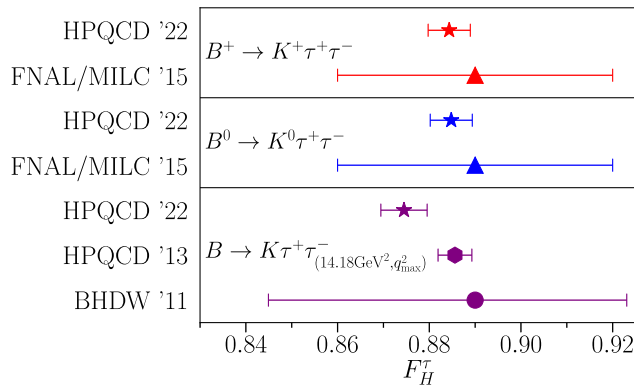 HPQCD '22
B⁺ → K⁺τ⁺τ⁻
FNAL/MILC '15
HPQCD '22
B⁰ → K⁰τ⁺τ⁻
FNAL/MILC '15
HPQCD '22
HPQCD '13
B → Kτ⁺τ⁻(14.18GeV²,q²max)
BHDW '11
0.84 0.86 0.88 0.90 0.92
F_H^τ